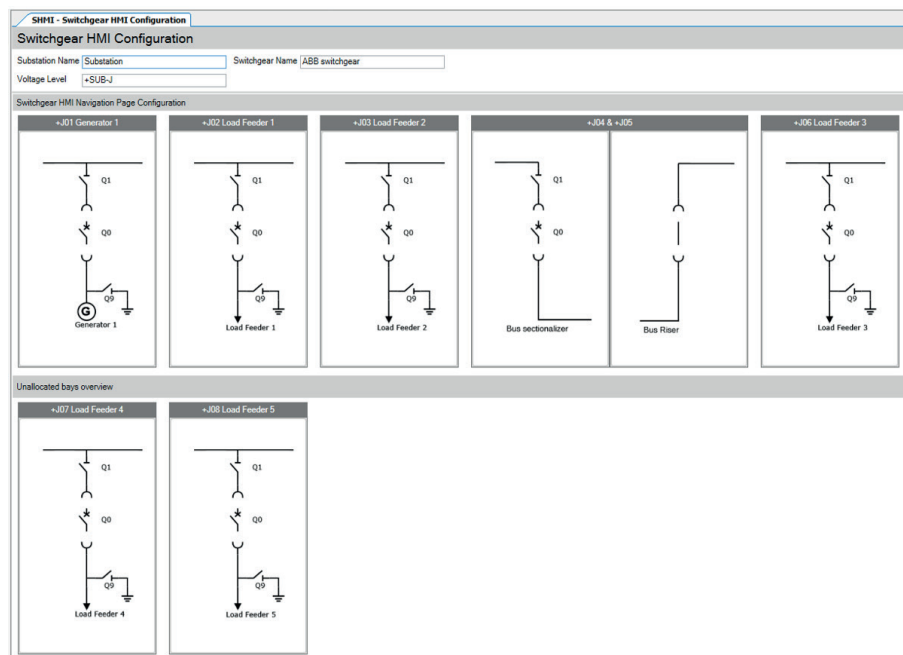 SHMI - Switchgear HMI Configuration
Switchgear HMI Configuration
Substation Name Substation Switchgear Name ABB switchgear
Voltage Level +SUB-J
Switchgear HMI Navigation Page Configuration
+J01 Generator 1 +J02 Load Feeder 1 +J03 Load Feeder 2 +J04 & +J05 +J06 Load Feeder 3
Q1 Q1 Q1 Q1 Q1
Q0 Q0 Q0 Q0 Q0
Q9 Q9 Q9 Q9
G
Generator 1 Load Feeder 1 Load Feeder 2 Bus sectionalizer Bus Riser Load Feeder 3
Unallocated bays overview
+J07 Load Feeder 4 +J08 Load Feeder 5
Q1 Q1
Q0 Q0
Q9 Q9
Load Feeder 4 Load Feeder 5